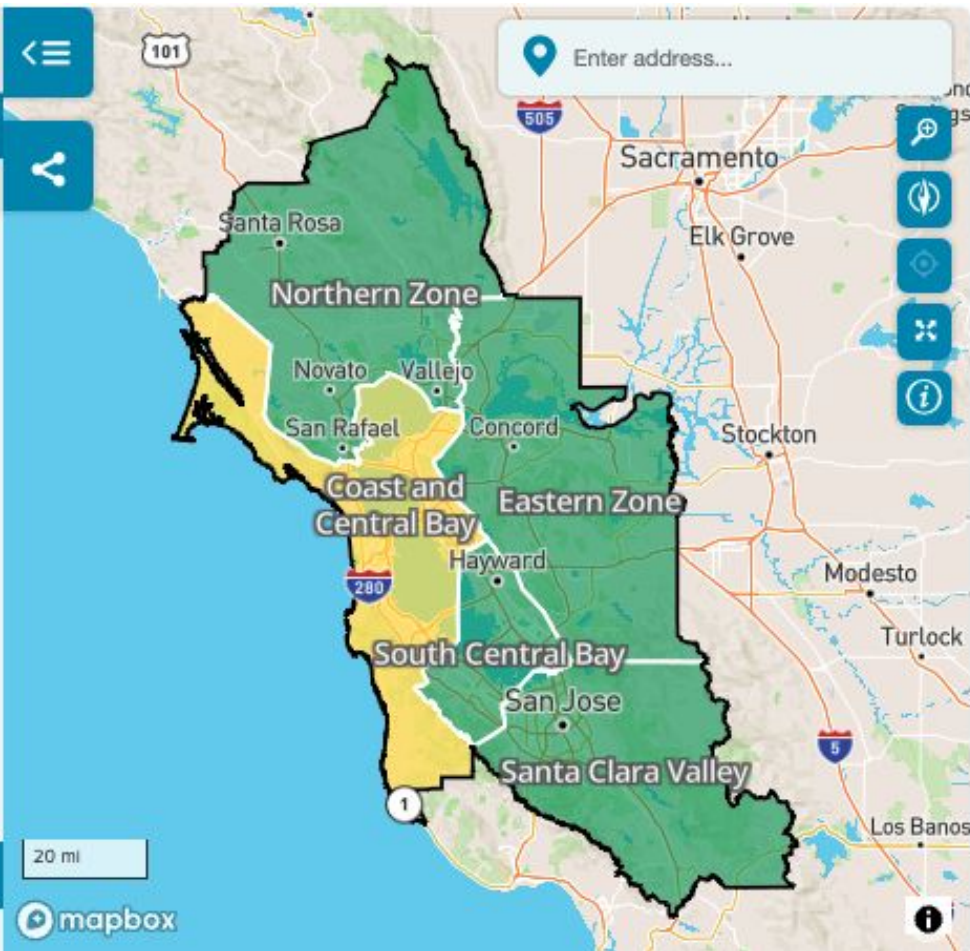 101
Enter address...
505
Sacramento
Elk Grove
Santa Rosa
Northern Zone
Novato
Vallejo
San Rafael
Concord
Stockton
Coast and
Central Bay
Eastern Zone
Hayward
280
Modesto
Turlock
South Central Bay
San Jose
5
Santa Clara Valley
1
Los Banos
20 mi
mapbox